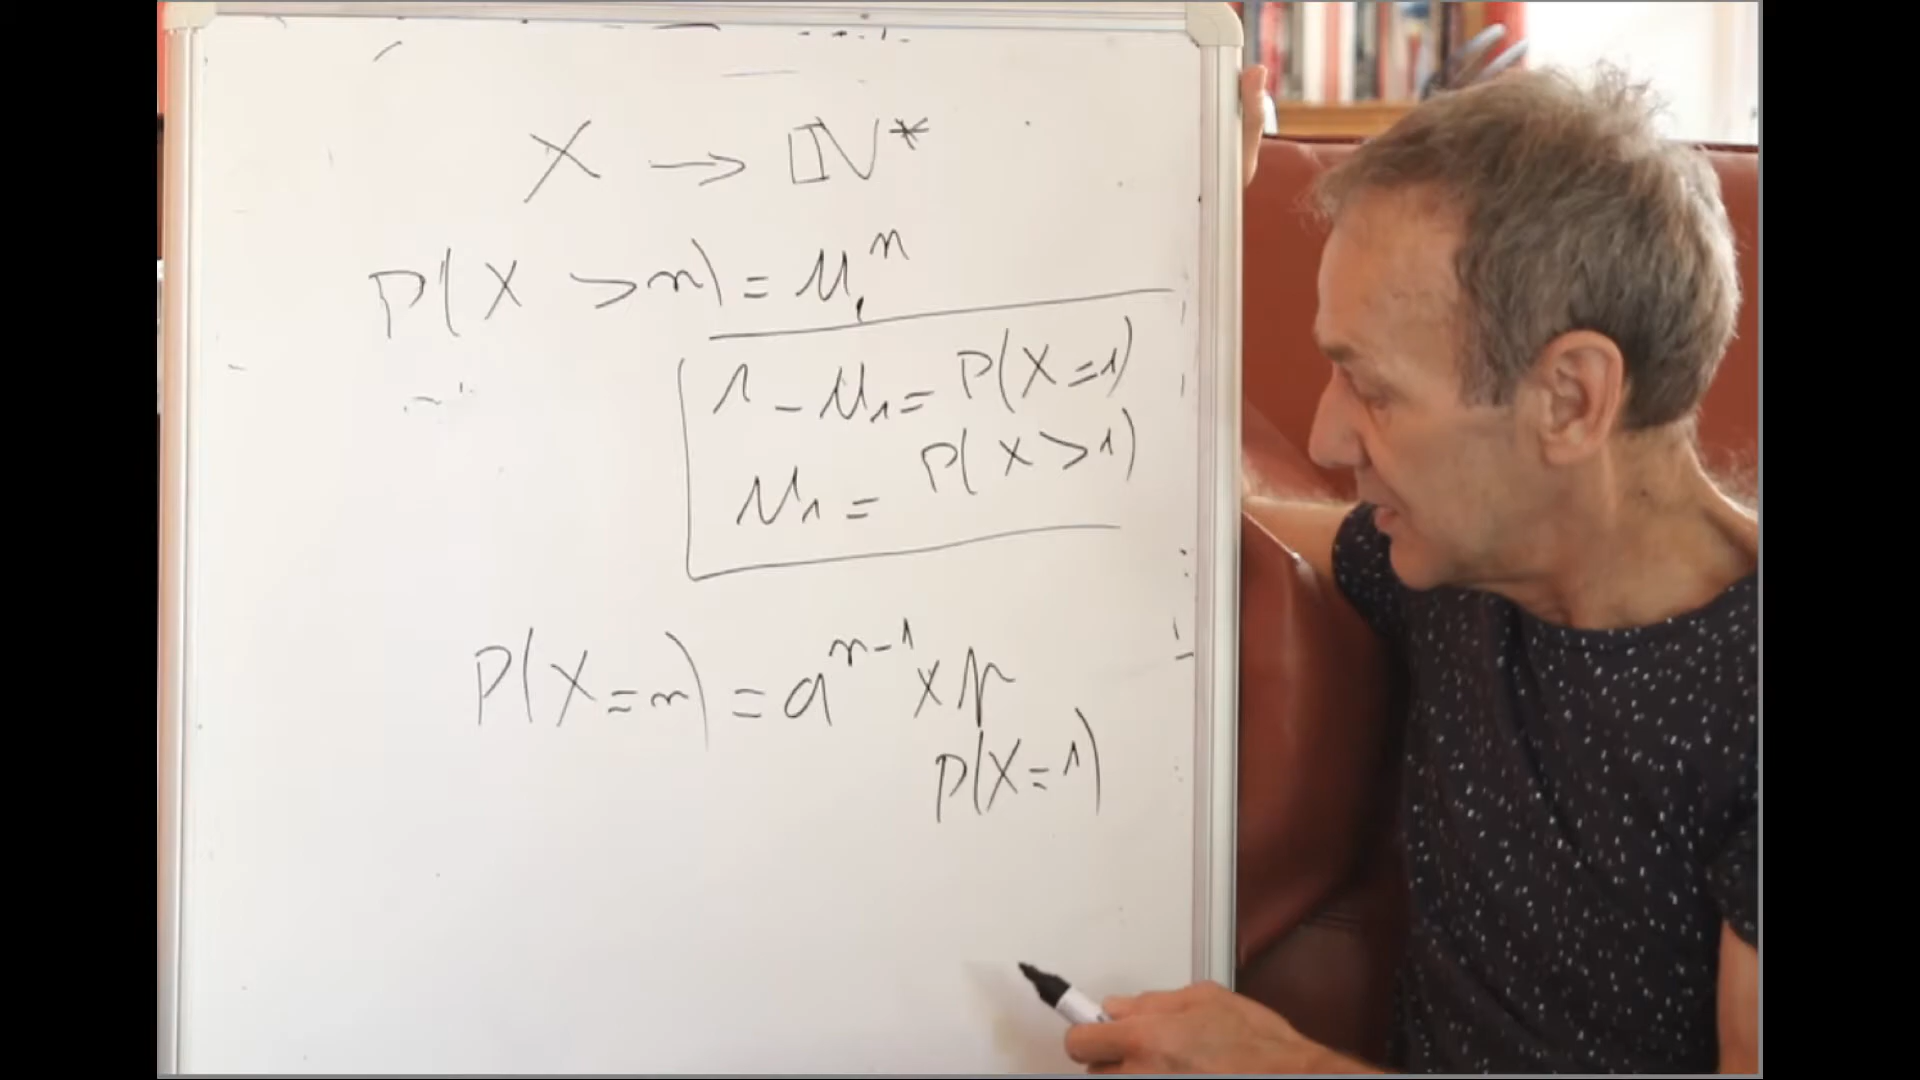 X → ℕ*
P(X > n) = u₁ⁿ
1 - u₁ = P(X = 1)
u₁ = P(X > 1)
P(X = n) = aⁿ⁻¹ × p
P(X = 1)